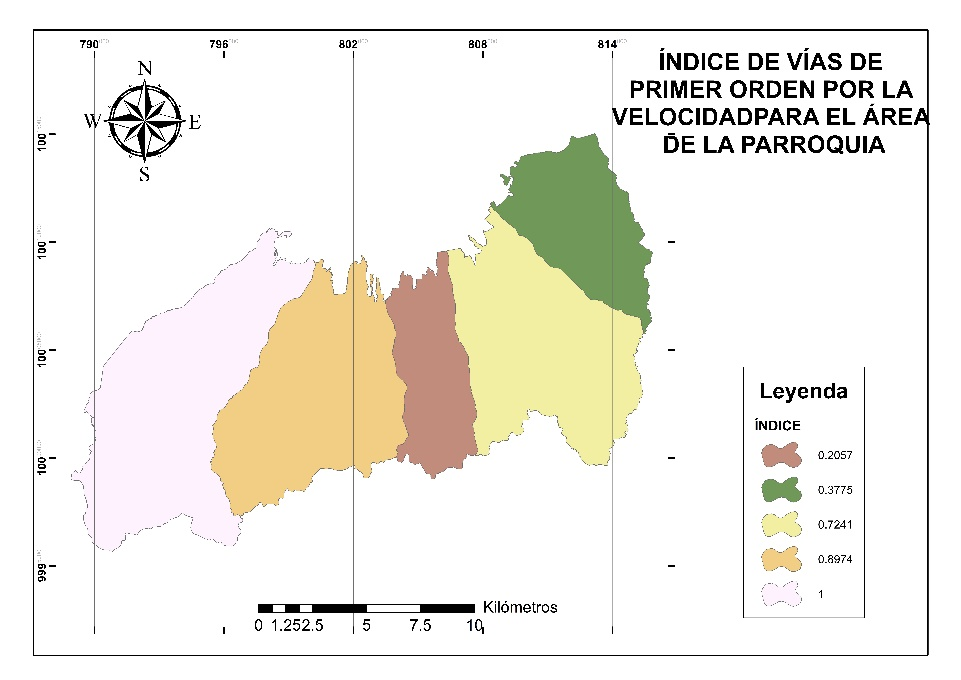 790 796 802 808 814
ÍNDICE DE VÍAS DE
PRIMER ORDEN POR LA
VELOCIDADPARA EL ÁREA
DE LA PARROQUIA
N
W E
S
100
100
100
100
999
Leyenda
ÍNDICE
0.2057
0.3775
0.7241
0.8974
1
Kilómetros
0 1.252.5 5 7.5 10